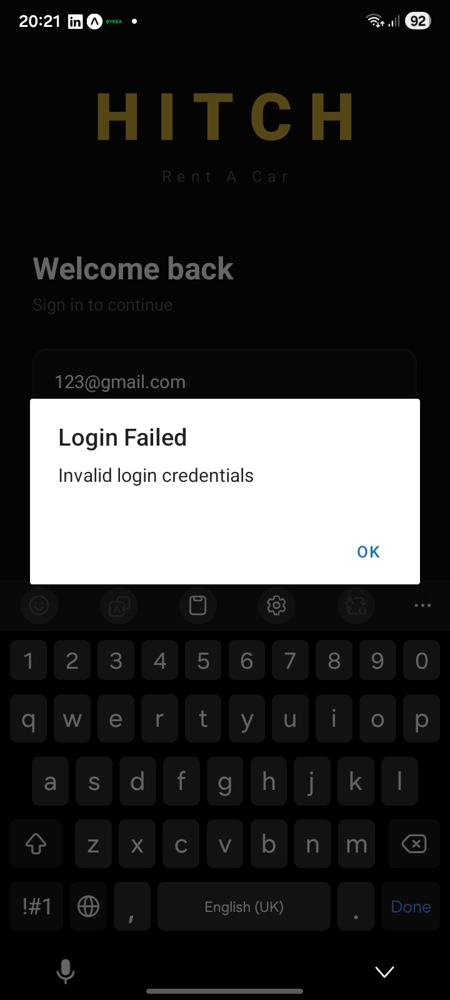 20:21 in BYKEA 92
HITCH
Rent A Car
Welcome back
Sign in to continue
123@gmail.com
Login Failed
Invalid login credentials
OK
1 2 3 4 5 6 7 8 9 0
q w e r t y u i o p
a s d f g h j k l
z x c v b n m
!#1 , English (UK) . Done